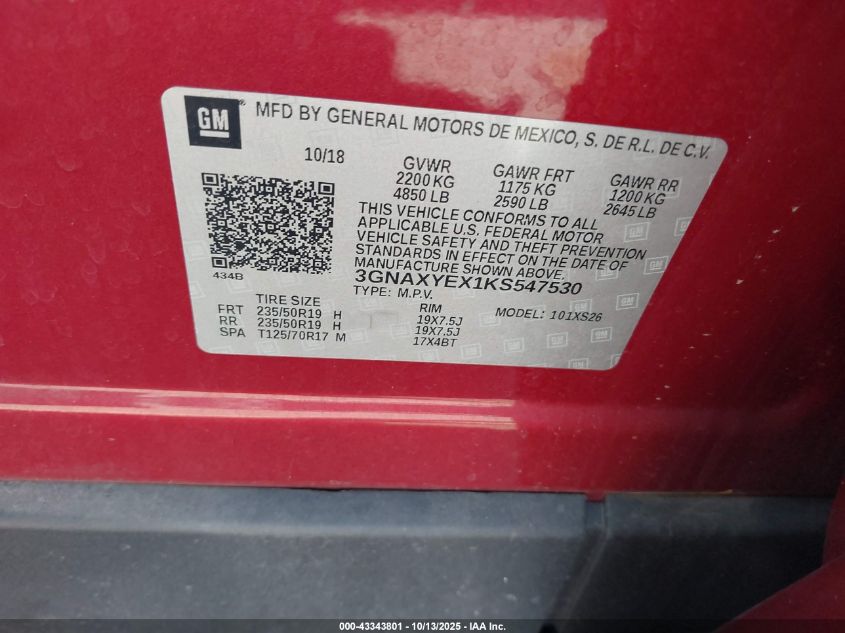 GM
MFD BY GENERAL MOTORS DE MEXICO, S. DE R.L. DE C.V.
10/18
GVWR
2200 KG
4850 LB
GAWR FRT
1175 KG
2590 LB
GAWR RR
1200 KG
2645 LB
THIS VEHICLE CONFORMS TO ALL
APPLICABLE U.S. FEDERAL MOTOR
VEHICLE SAFETY AND THEFT PREVENTION
STANDARDS IN EFFECT ON THE DATE OF
MANUFACTURE SHOWN ABOVE.
434B
3GNAXYEX1KS547530
TYPE: M.P.V.
MODEL: 101XS26
TIRE SIZE RIM
FRT 235/50R19 H 19X7.5J
RR 235/50R19 H 19X7.5J
SPA T125/70R17 M 17X4BT
000-43343801 - 10/13/2025 - IAA Inc.